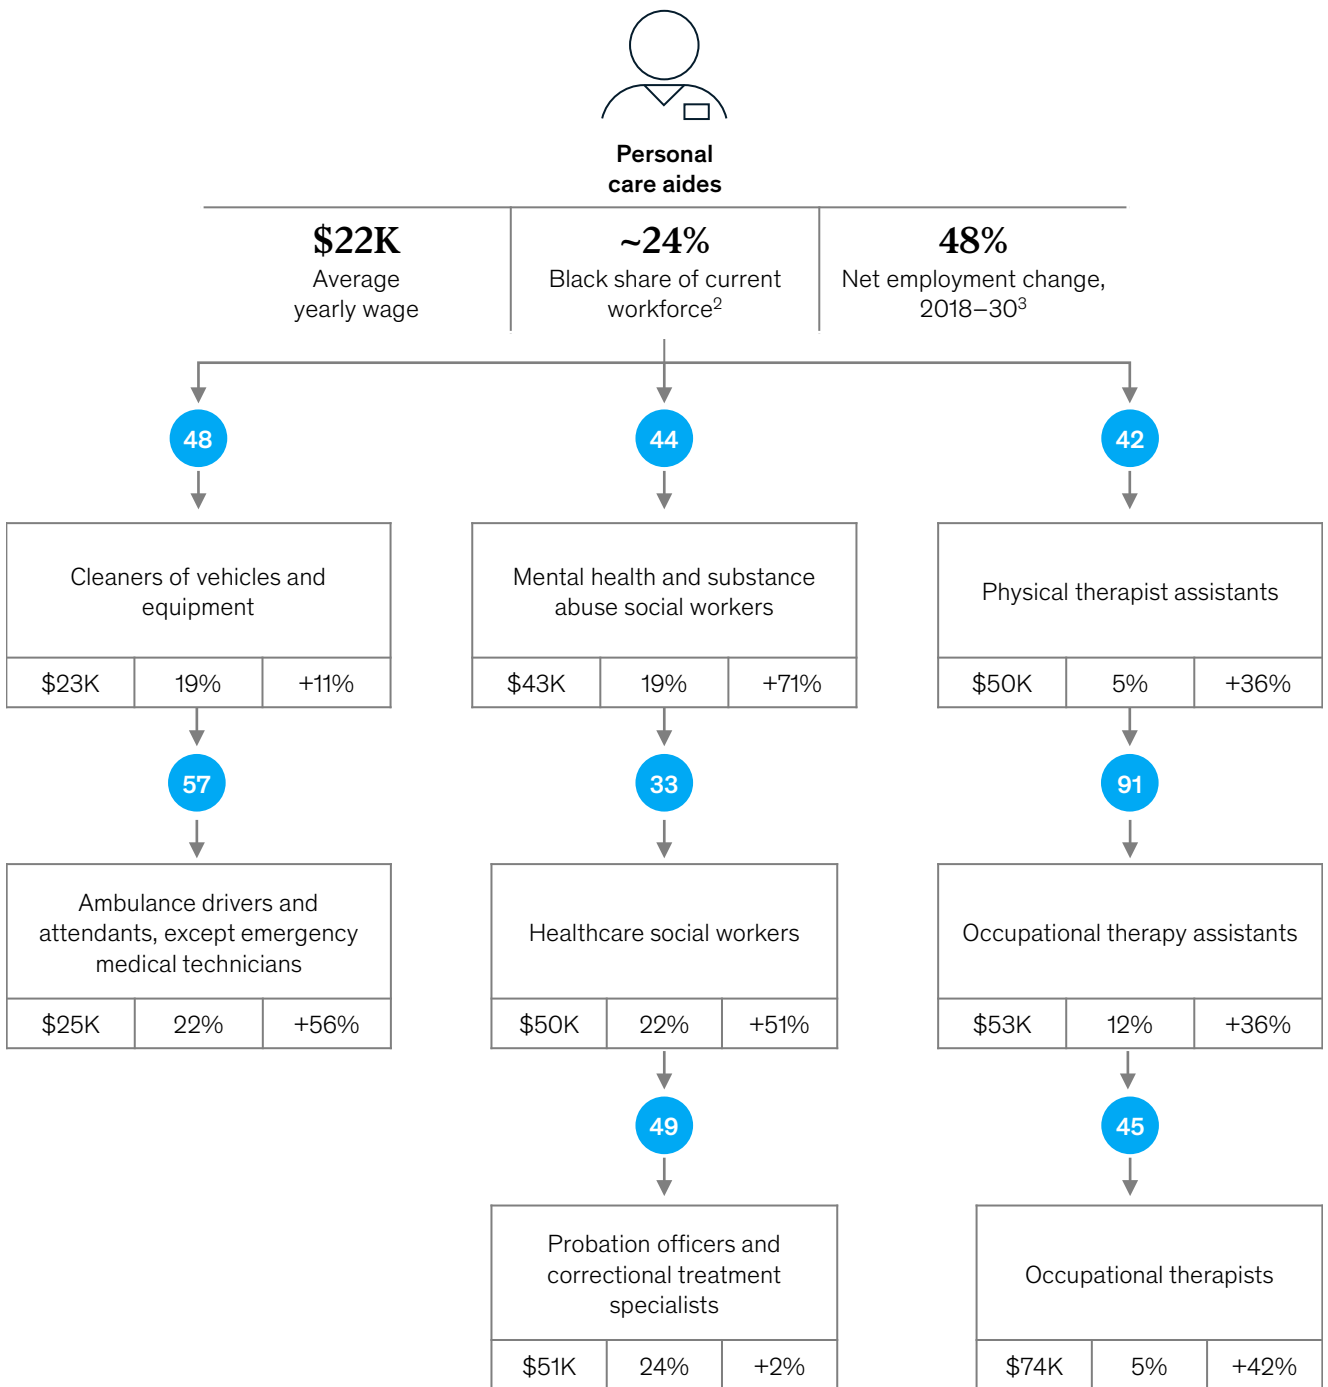 Personal
care aides
$22K
Average
yearly wage
~24%
Black share of current
workforce2
48%
Net employment change,
2018–303
48
44
42
Cleaners of vehicles and
equipment
$23K 19% +11%
Mental health and substance
abuse social workers
$43K 19% +71%
Physical therapist assistants
$50K 5% +36%
57
33
91
Ambulance drivers and
attendants, except emergency
medical technicians
$25K 22% +56%
Healthcare social workers
$50K 22% +51%
Occupational therapy assistants
$53K 12% +36%
49
45
Probation officers and
correctional treatment
specialists
$51K 24% +2%
Occupational therapists
$74K 5% +42%